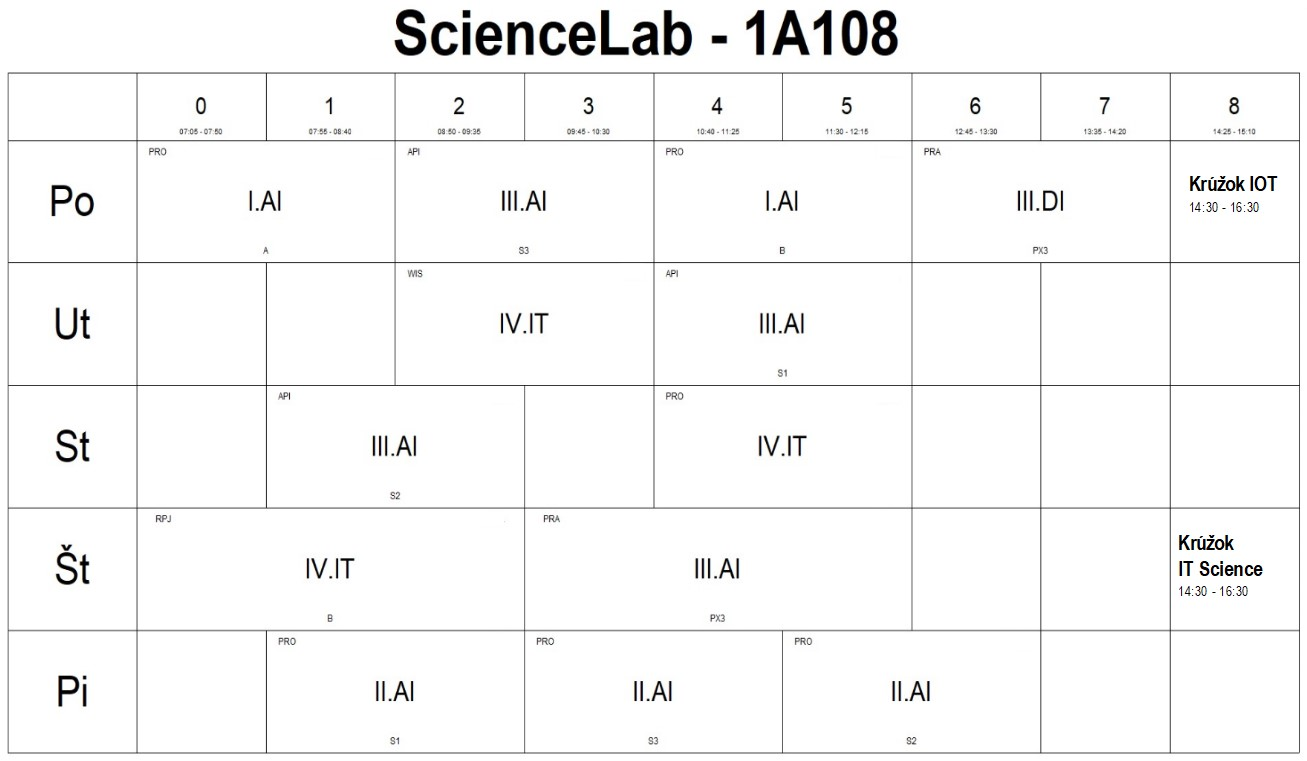 ScienceLab - 1A108
0 1 2 3 4 5 6 7 8
07:05 - 07:50 07:55 - 08:40 08:50 - 09:35 09:45 - 10:30 10:40 - 11:25 11:30 - 12:15 12:45 - 13:30 13:35 - 14:20 14:25 - 15:10
PRO API PRO PRA
Po I.AI III.AI I.AI III.DI Krúžok IOT
14:30 - 16:30
A S3 B PX3
WIS API
Ut IV.IT III.AI
S1
API PRO
St III.AI IV.IT
S2
RPJ PRA
Št IV.IT III.AI Krúžok
IT Science
14:30 - 16:30
B PX3
PRO PRO PRO
Pi II.AI II.AI II.AI
S1 S3 S2